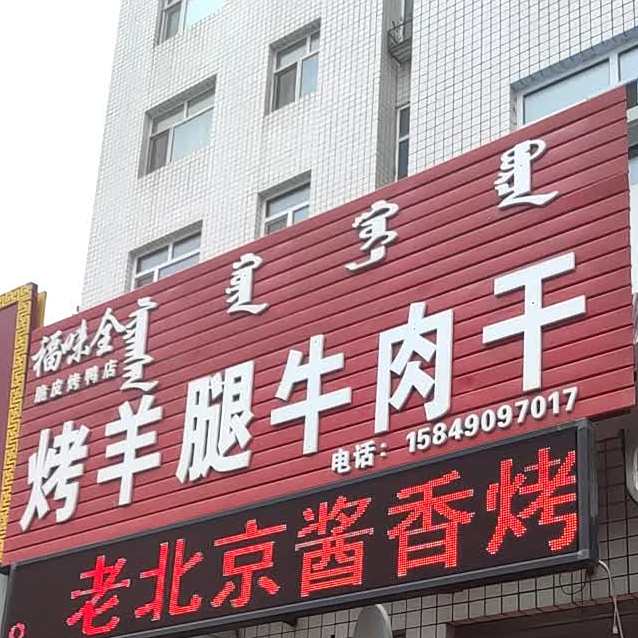 福味全
脆皮烤鸭店
烤羊腿牛肉干
电话：15849097017
。老北京酱香烤